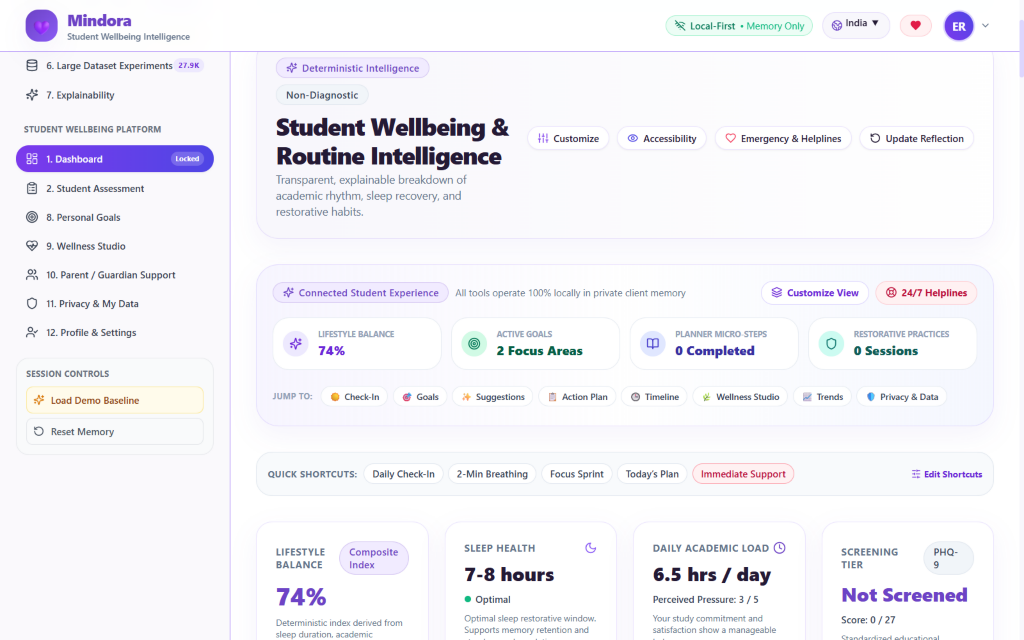 Mindora
Student Wellbeing Intelligence
Local-First • Memory Only
India ▼
ER
6. Large Dataset Experiments 27.9K
7. Explainability
STUDENT WELLBEING PLATFORM
1. Dashboard Locked
2. Student Assessment
8. Personal Goals
9. Wellness Studio
10. Parent / Guardian Support
11. Privacy & My Data
12. Profile & Settings
SESSION CONTROLS
Load Demo Baseline
Reset Memory
Deterministic Intelligence
Non-Diagnostic
Student Wellbeing &
Routine Intelligence
Transparent, explainable breakdown of
academic rhythm, sleep recovery, and
restorative habits.
Customize
Accessibility
Emergency & Helplines
Update Reflection
Connected Student Experience
All tools operate 100% locally in private client memory
Customize View
24/7 Helplines
LIFESTYLE BALANCE
74%
ACTIVE GOALS
2 Focus Areas
PLANNER MICRO-STEPS
0 Completed
RESTORATIVE PRACTICES
0 Sessions
JUMP TO:
Check-In
Goals
Suggestions
Action Plan
Timeline
Wellness Studio
Trends
Privacy & Data
QUICK SHORTCUTS:
Daily Check-In
2-Min Breathing
Focus Sprint
Today's Plan
Immediate Support
Edit Shortcuts
LIFESTYLE
BALANCE
Composite
Index
74%
Deterministic index derived from
sleep duration, academic
SLEEP HEALTH
7-8 hours
Optimal
Optimal sleep restorative window.
Supports memory retention and
DAILY ACADEMIC LOAD
6.5 hrs / day
Perceived Pressure: 3 / 5
Your study commitment and
satisfaction show a manageable
SCREENING
TIER
PHQ-
9
Not Screened
Score: 0 / 27
Standardized educational